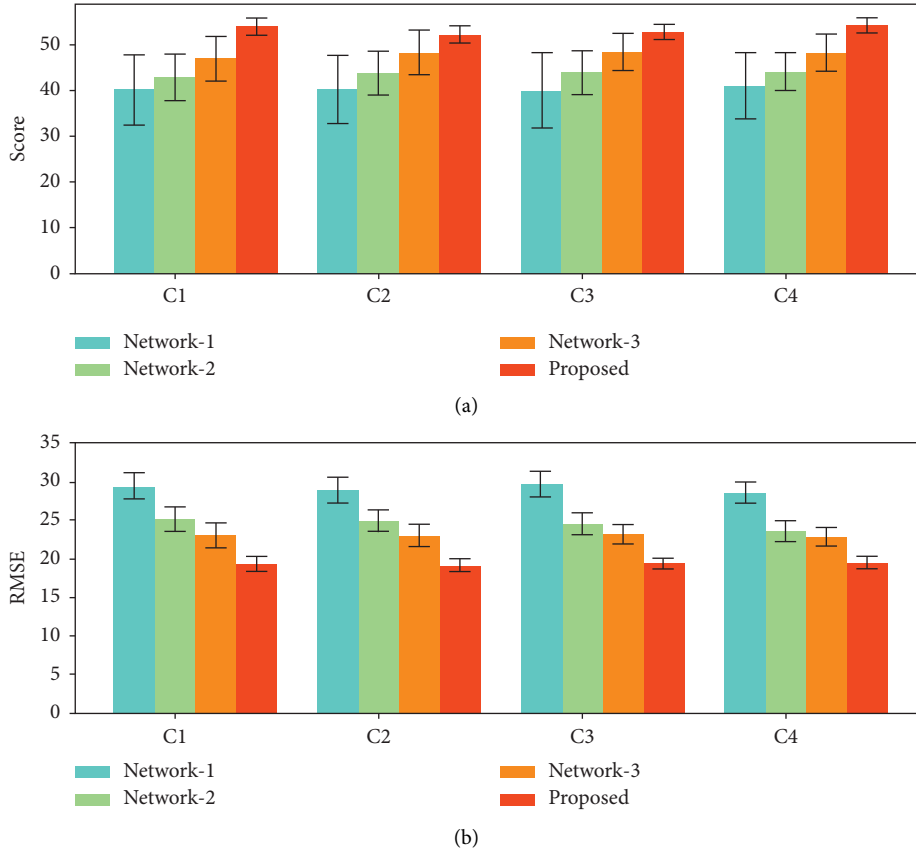 50
40
30
20
10
0
Score
C1 C2 C3 C4
Network-1 Network-3
Network-2 Proposed
(a)
35
30
25
20
15
10
5
0
RMSE
C1 C2 C3 C4
Network-1 Network-3
Network-2 Proposed
(b)